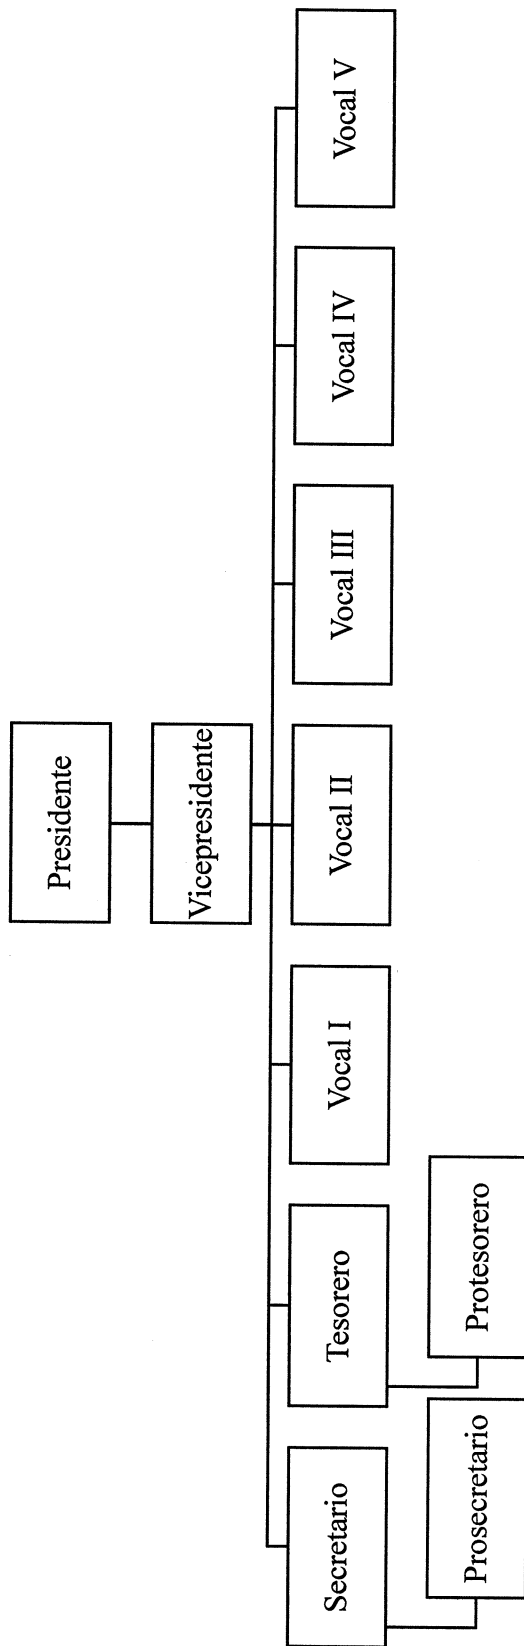 Presidente
Vicepresidente
Secretario
Tesorero
Vocal I
Vocal II
Vocal III
Vocal IV
Vocal V
Prosecretario
Protesorero